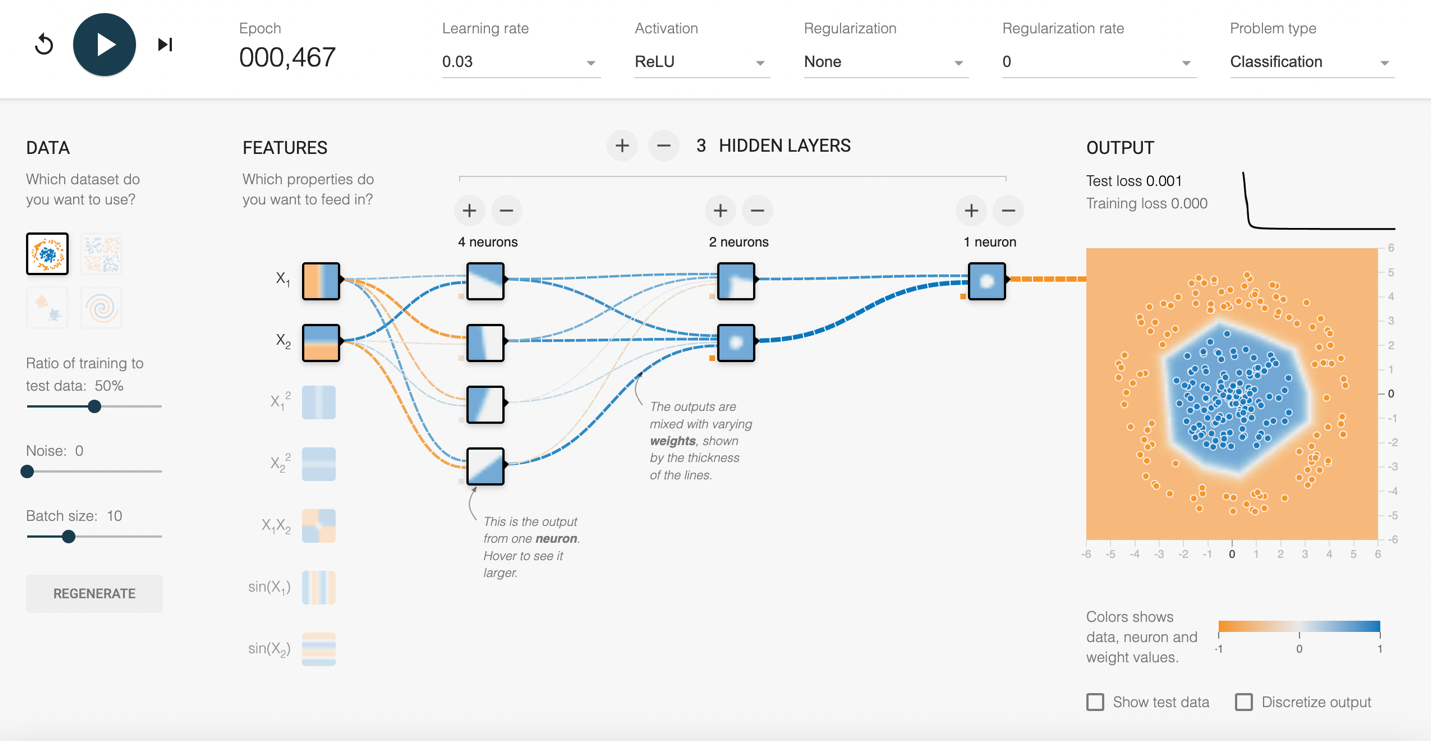 Epoch
000,467
Learning rate
0.03
Activation
ReLU
Regularization
None
Regularization rate
0
Problem type
Classification
DATA
Which dataset do
you want to use?
Ratio of training to
test data: 50%
Noise: 0
Batch size: 10
REGENERATE
FEATURES
Which properties do
you want to feed in?
X₁
X₂
X₁²
X₂²
X₁X₂
sin(X₁)
sin(X₂)
+ − 3 HIDDEN LAYERS
+ −
4 neurons
+ −
2 neurons
+ −
1 neuron
The outputs are
mixed with varying
weights, shown
by the thickness
of the lines.
This is the output
from one neuron.
Hover to see it
larger.
OUTPUT
Test loss 0.001
Training loss 0.000
6
5
4
3
2
1
0
-1
-2
-3
-4
-5
-6
-6 -5 -4 -3 -2 -1 0 1 2 3 4 5 6
Colors shows
data, neuron and
weight values.
-1 0 1
Show test data
Discretize output